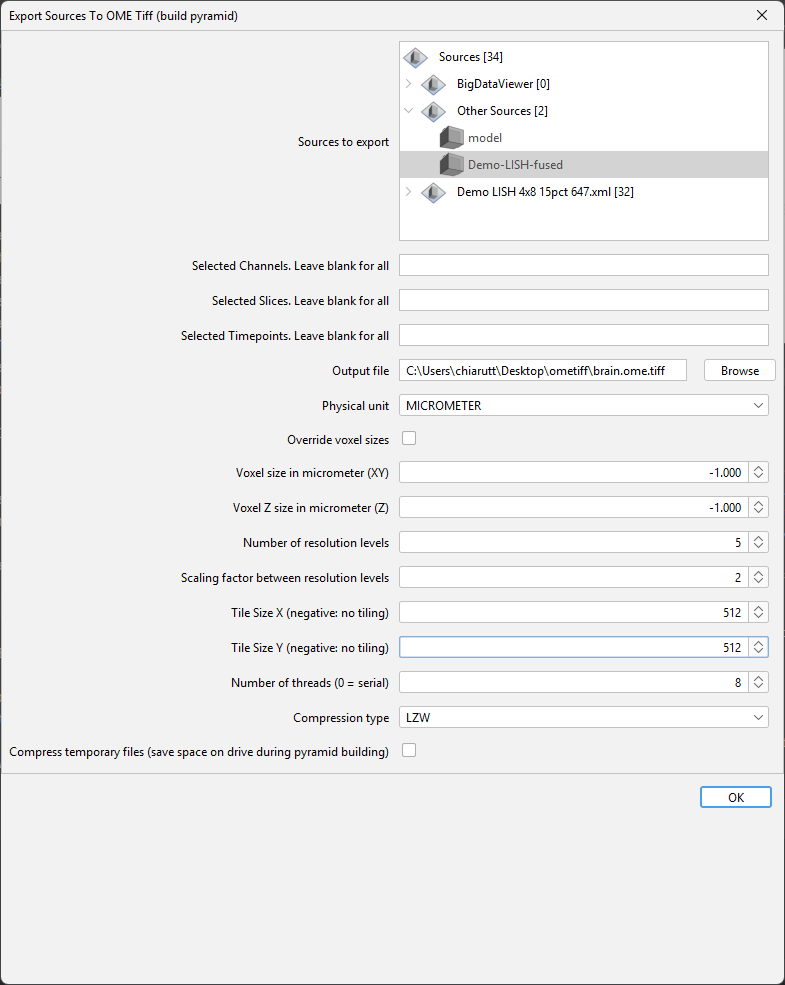 Export Sources To OME Tiff (build pyramid)
Sources to export
Sources [34]
BigDataViewer [0]
Other Sources [2]
model
Demo-LISH-fused
Demo LISH 4x8 15pct 647.xml [32]
Selected Channels. Leave blank for all
Selected Slices. Leave blank for all
Selected Timepoints. Leave blank for all
Output file C:\Users\chiarutt\Desktop\ometiff\brain.ome.tiff Browse
Physical unit MICROMETER
Override voxel sizes
Voxel size in micrometer (XY) -1.000
Voxel Z size in micrometer (Z) -1.000
Number of resolution levels 5
Scaling factor between resolution levels 2
Tile Size X (negative: no tiling) 512
Tile Size Y (negative: no tiling) 512
Number of threads (0 = serial) 8
Compression type LZW
Compress temporary files (save space on drive during pyramid building)
OK